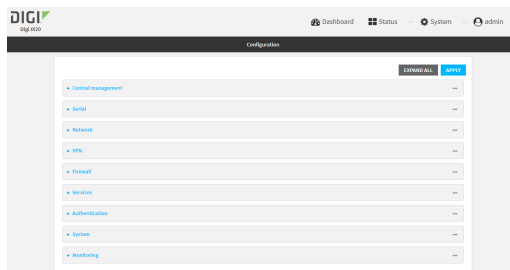 DIGI
Digi IX20
Dashboard Status System admin
Configuration
EXPAND ALL APPLY
Central management
Serial
Network
VPN
Firewall
Services
Authentication
System
Monitoring